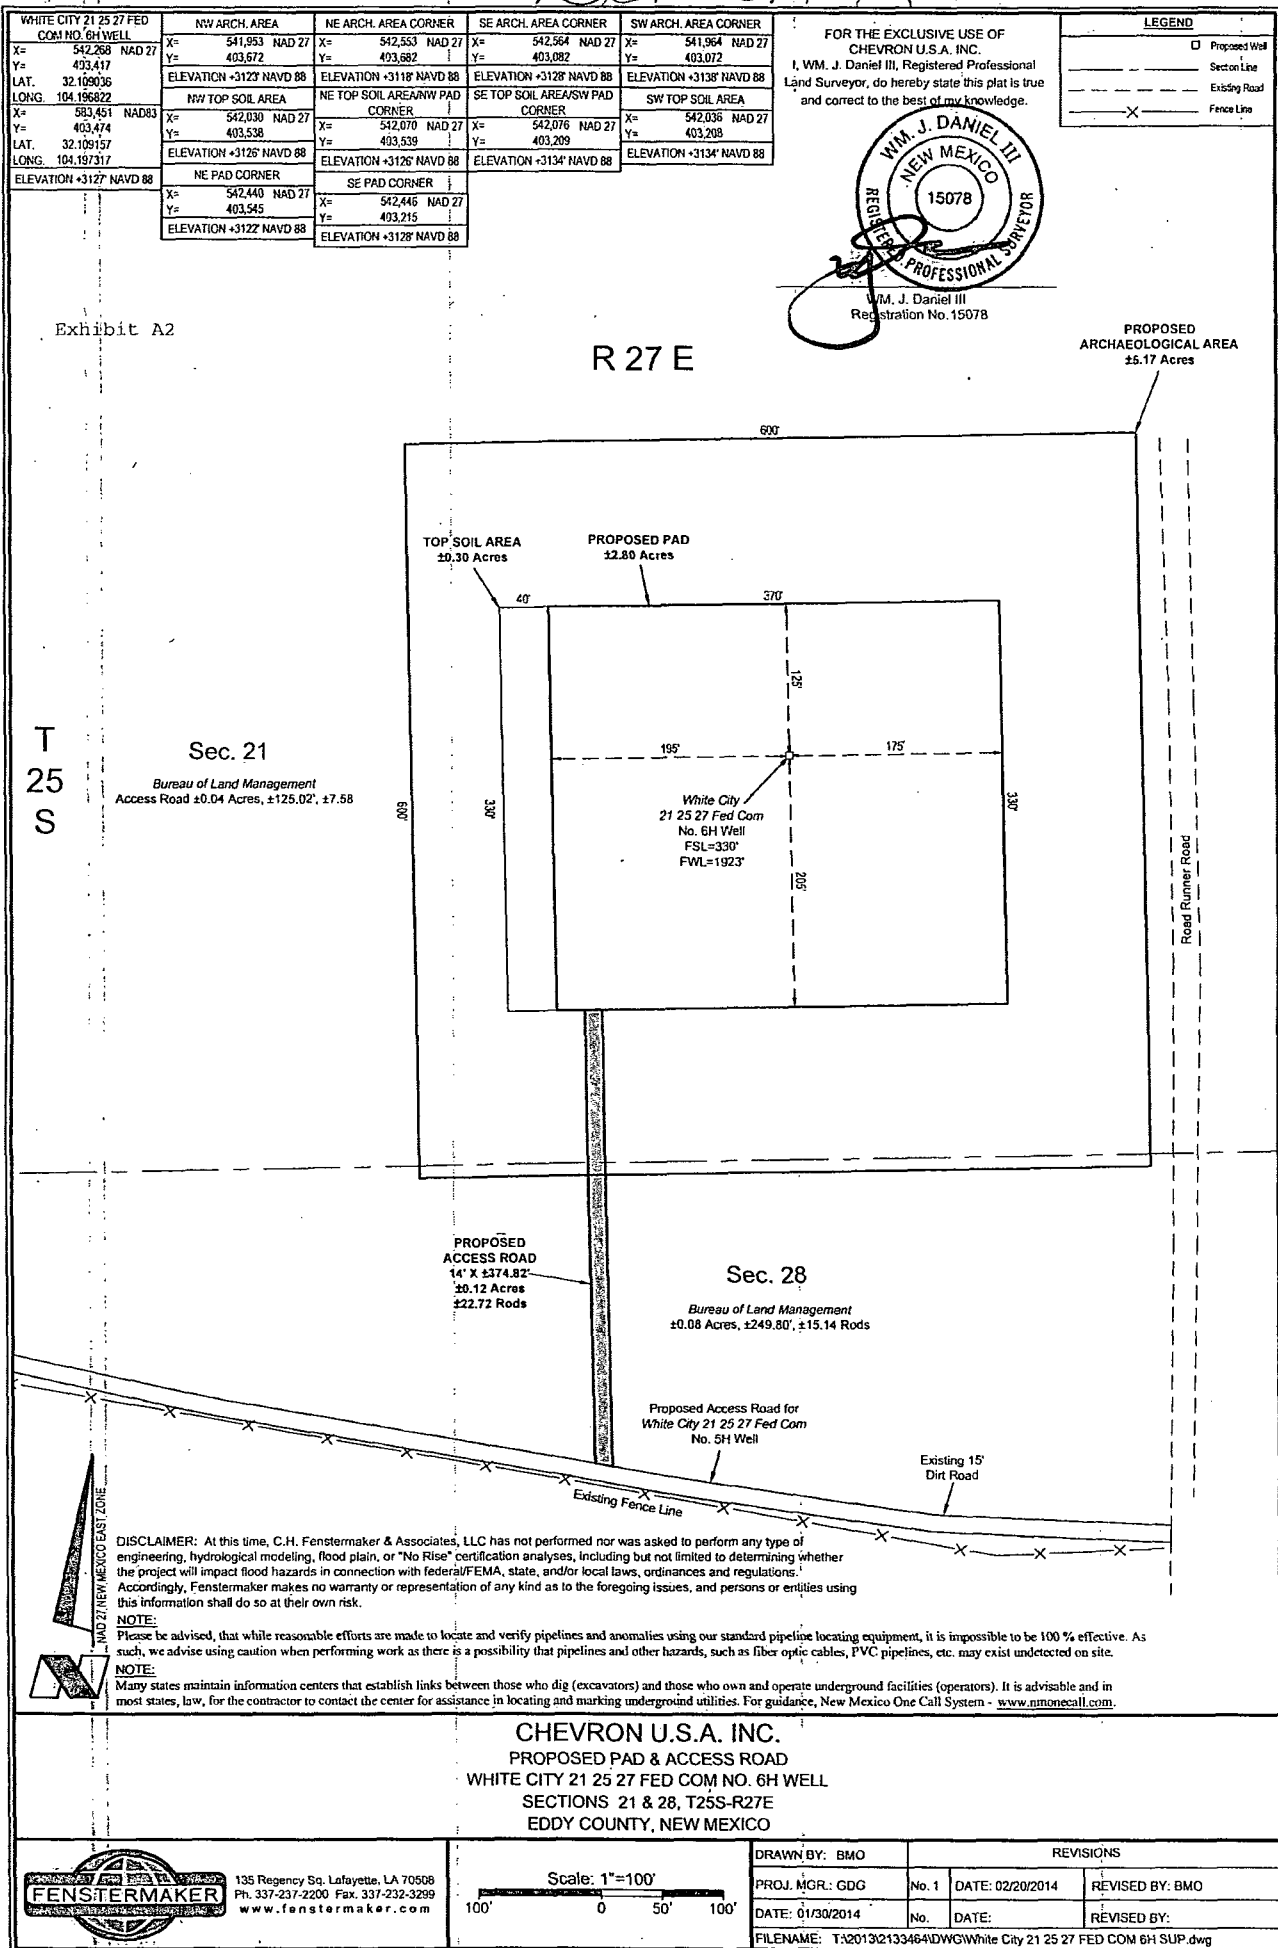 WHITE CITY 21 25 27 FED
COM NO. 6H WELL
X= 542,268 NAD 27
Y= 403,417
LAT. 32.109036
LONG. 104.196822
X= 583,451 NAD83
Y= 403,474
LAT. 32.109157
LONG. 104.197317
ELEVATION +3127' NAVD 88
NW ARCH. AREA
X= 541,953 NAD 27
Y= 403,672
ELEVATION +3123' NAVD 88
NE ARCH. AREA CORNER
X= 542,553 NAD 27
Y= 403,682
ELEVATION +3118' NAVD 88
SE ARCH. AREA CORNER
X= 542,564 NAD 27
Y= 403,082
ELEVATION +3128' NAVD 88
SW ARCH. AREA CORNER
X= 541,964 NAD 27
Y= 403,072
ELEVATION +3138' NAVD 88
NW TOP SOIL AREA
X= 542,030 NAD 27
Y= 403,538
ELEVATION +3126' NAVD 88
NE TOP SOIL AREA/NW PAD
CORNER
X= 542,070 NAD 27
Y= 403,539
ELEVATION +3126' NAVD 88
SE TOP SOIL AREA/SW PAD
CORNER
X= 542,076 NAD 27
Y= 403,209
ELEVATION +3134' NAVD 88
SW TOP SOIL AREA
X= 542,036 NAD 27
Y= 403,208
ELEVATION +3134' NAVD 88
NE PAD CORNER
X= 542,440 NAD 27
Y= 403,545
ELEVATION +3122' NAVD 88
SE PAD CORNER
X= 542,446 NAD 27
Y= 403,215
ELEVATION +3128' NAVD 88
FOR THE EXCLUSIVE USE OF
CHEVRON U.S.A. INC.
I, WM. J. Daniel III, Registered Professional
Land Surveyor, do hereby state this plat is true
and correct to the best of my knowledge.
WM. J. DANIEL III
NEW MEXICO
15078
REGISTERED PROFESSIONAL SURVEYOR
WM. J. Daniel III
Registration No. 15078
LEGEND
Proposed Well
Section Line
Existing Road
Fence Line
Exhibit A2
R 27 E
PROPOSED
ARCHAEOLOGICAL AREA
600'
TOP SOIL AREA
±0.30 Acres
PROPOSED PAD
±2.80 Acres
40'
370'
125'
195'
175'
205'
330'
330'
600'
White City
21 25 27 Fed Com
No. 6H Well
FSL=330'
FWL=1923'
T
25
S
Sec. 21
Bureau of Land Management
Access Road ±0.04 Acres, ±125.02', ±7.58
Road Runner Road
PROPOSED
ACCESS ROAD
14' X ±374.82'
±0.12 Acres
±22.72 Rods
Sec. 28
Bureau of Land Management
±0.08 Acres, ±249.80', ±15.14 Rods
Proposed Access Road for
White City 21 25 27 Fed Com
No. 5H Well
Existing 15'
Dirt Road
Existing Fence Line
NAD 27 NEW MEXICO EAST ZONE
DISCLAIMER: At this time, C.H. Fenstermaker & Associates, LLC has not performed nor was asked to perform any type of
engineering, hydrological modeling, flood plain, or "No Rise" certification analyses, including but not limited to determining whether
the project will impact flood hazards in connection with federal/FEMA, state, and/or local laws, ordinances and regulations.
Accordingly, Fenstermaker makes no warranty or representation of any kind as to the foregoing issues, and persons or entities using
this information shall do so at their own risk.
NOTE:
Please be advised, that while reasonable efforts are made to locate and verify pipelines and anomalies using our standard pipeline locating equipment, it is impossible to be 100 % effective. As
such, we advise using caution when performing work as there is a possibility that pipelines and other hazards, such as fiber optic cables, PVC pipelines, etc. may exist undetected on site.
NOTE:
Many states maintain information centers that establish links between those who dig (excavators) and those who own and operate underground facilities (operators). It is advisable and in
most states, law, for the contractor to contact the center for assistance in locating and marking underground utilities. For guidance, New Mexico One Call System - www.nmonecall.com.
CHEVRON U.S.A. INC.
PROPOSED PAD & ACCESS ROAD
WHITE CITY 21 25 27 FED COM NO. 6H WELL
SECTIONS 21 & 28, T25S-R27E
EDDY COUNTY, NEW MEXICO
FENSTERMAKER
135 Regency Sq. Lafayette, LA 70508
Ph. 337-237-2200 Fax. 337-232-3299
www.fenstermaker.com
Scale: 1"=100'
100' 0 50' 100'
DRAWN BY: BMO
REVISIONS
PROJ. MGR.: GDG
No. 1 DATE: 02/20/2014 REVISED BY: BMO
DATE: 01/30/2014
No. DATE: REVISED BY:
FILENAME: T:\2013\2133464\DWG\White City 21 25 27 FED COM 6H SUP.dwg